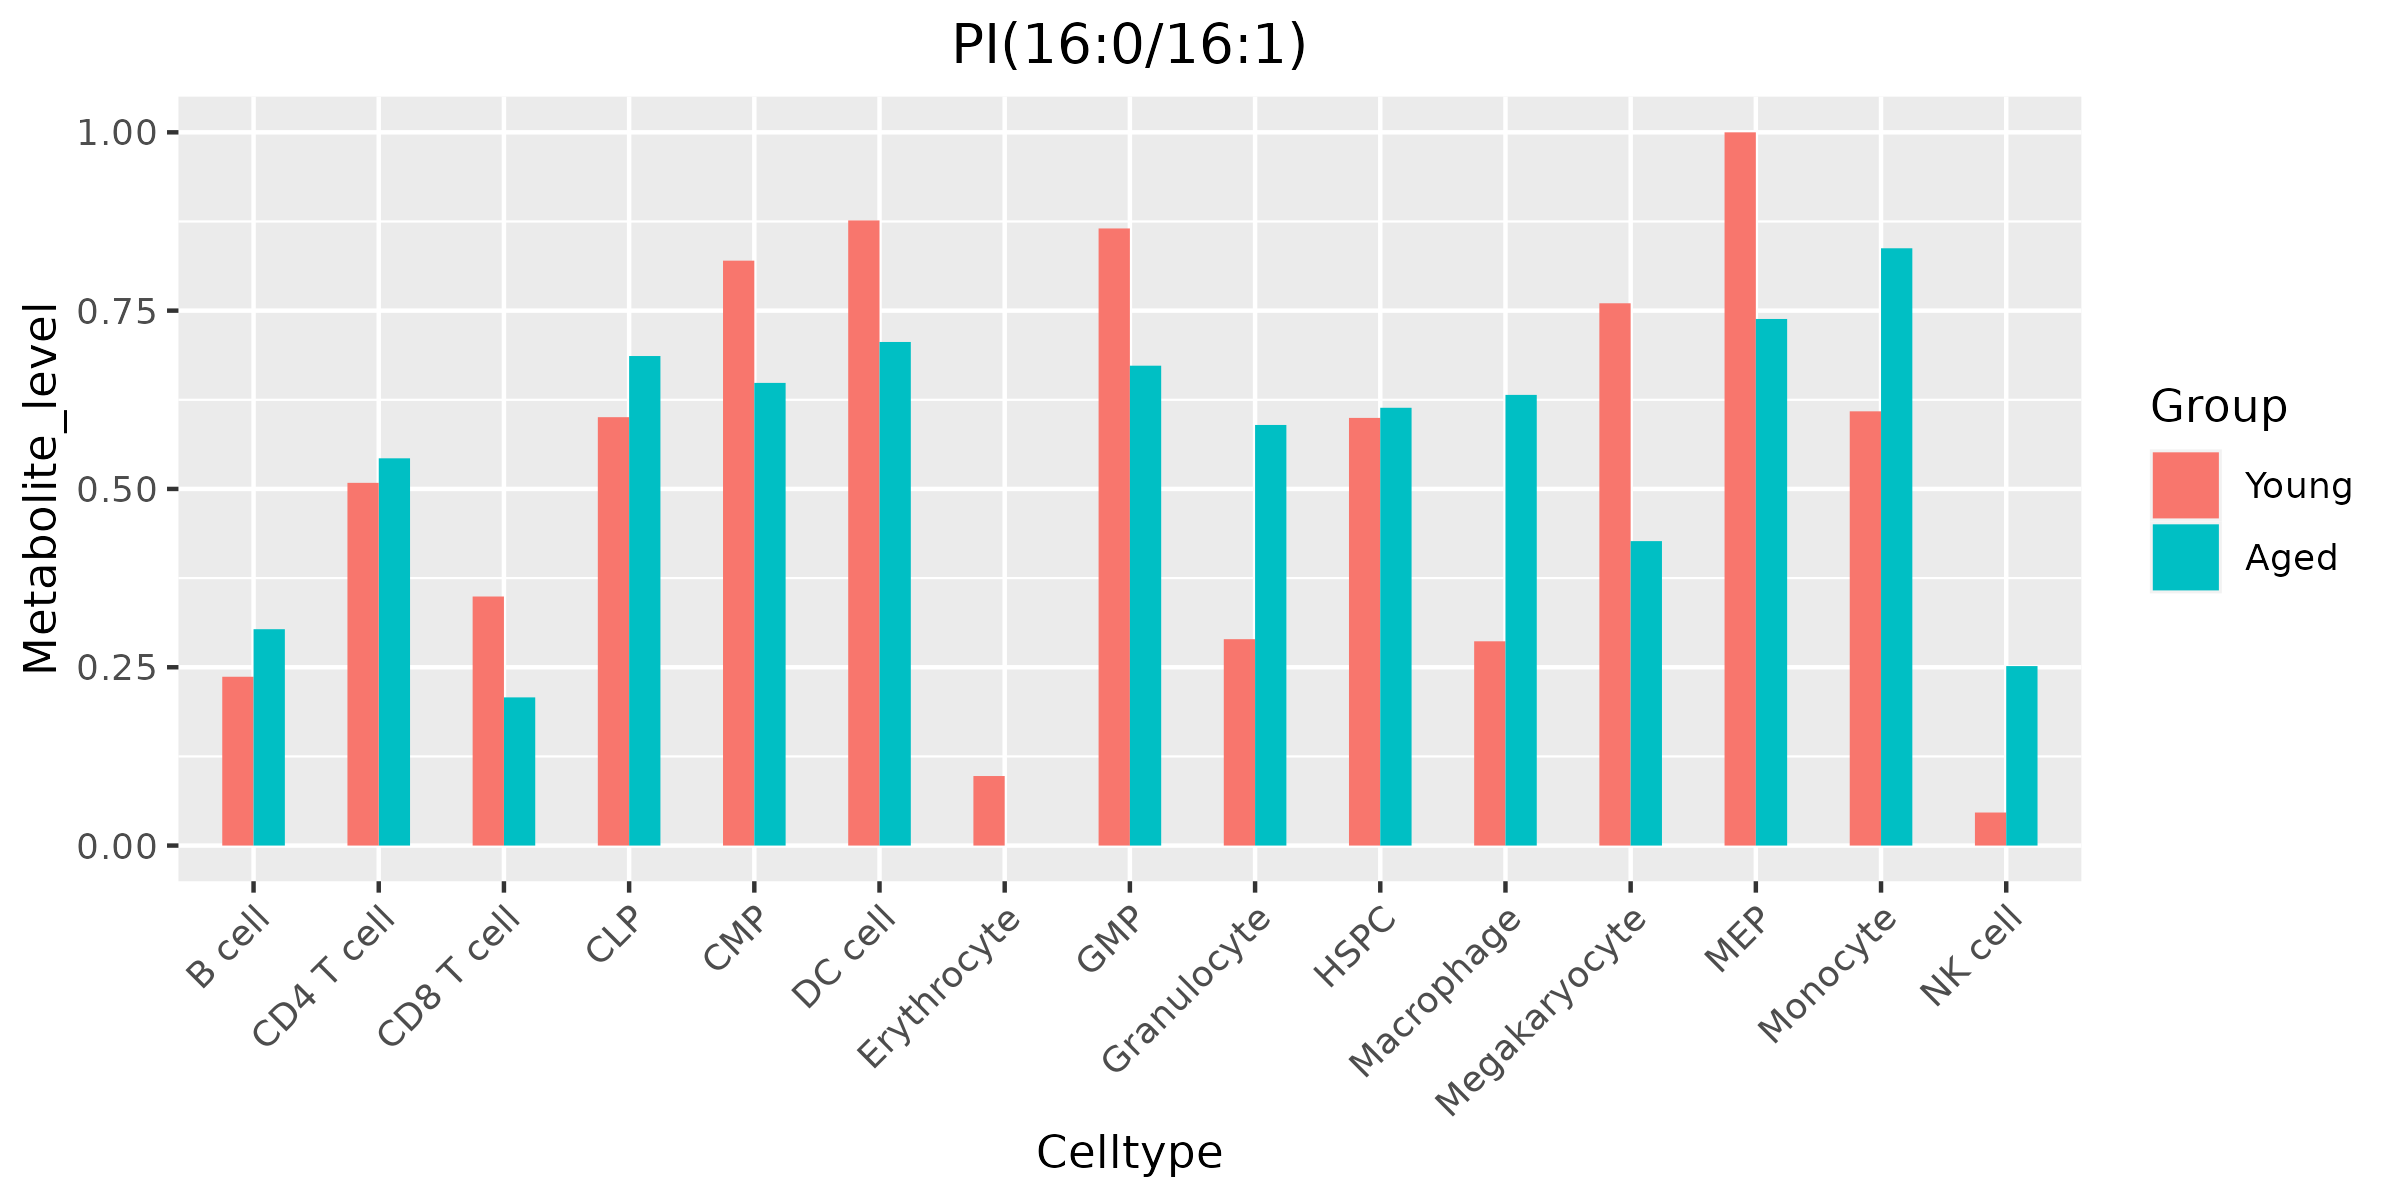 PI(16:0/16:1)
Metabolite_level
1.00
0.75
0.50
0.25
0.00
B cell
CD4 T cell
CD8 T cell
CLP
CMP
DC cell
Erythrocyte
GMP
Granulocyte
HSPC
Macrophage
Megakaryocyte
MEP
Monocyte
NK cell
Celltype
Group
Young
Aged